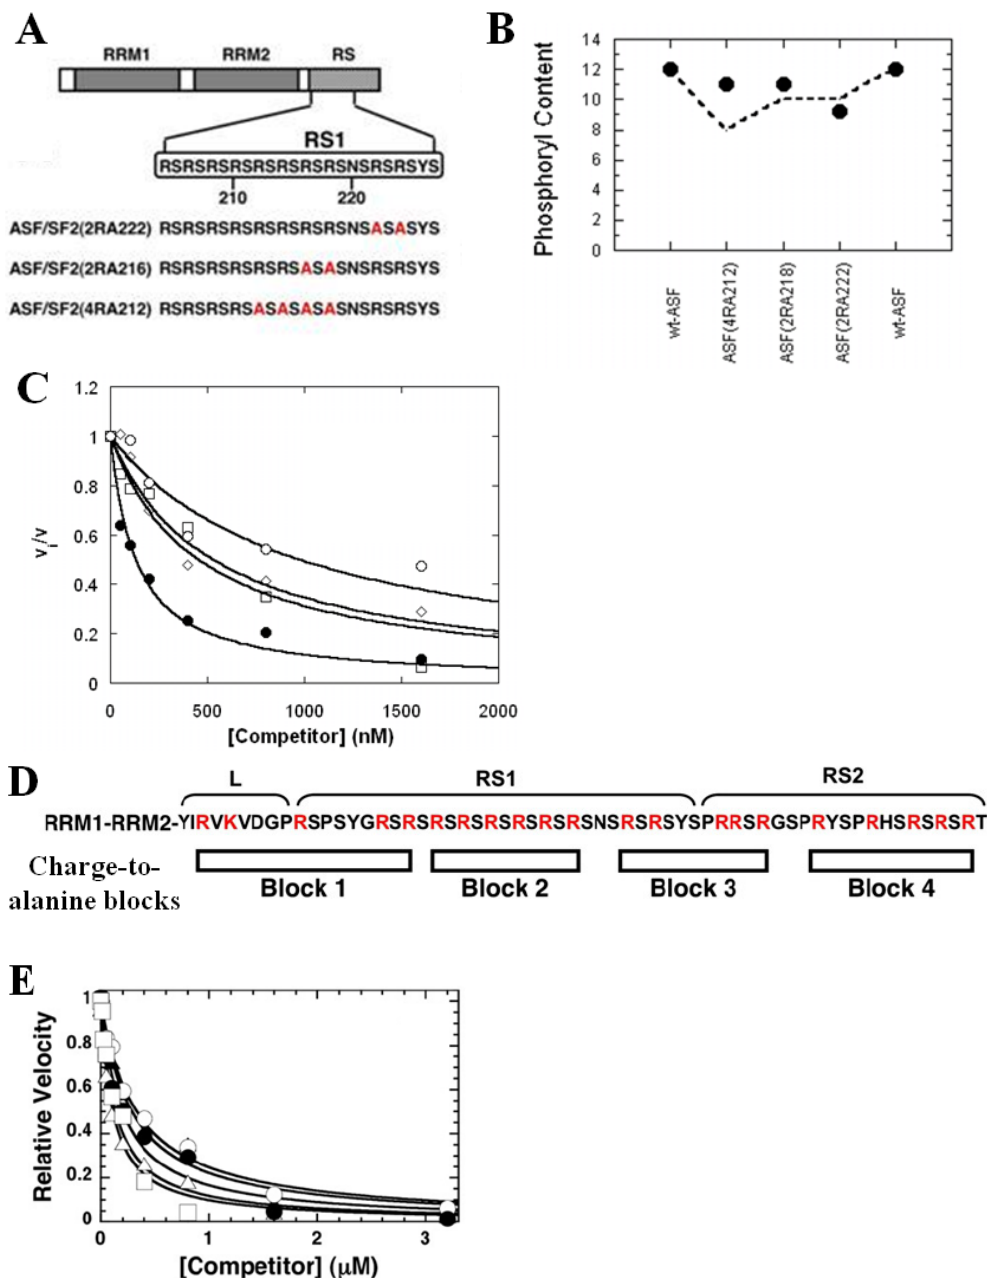 A
RRM1 RRM2 RS
RS1
RSRSRSRSRSRSRSRSNSRSRSYS
210 220
ASF/SF2(2RA222) RSRSRSRSRSRSRSRSNSASASYS
ASF/SF2(2RA216) RSRSRSRSRSRSASASNSRSRSYS
ASF/SF2(4RA212) RSRSRSRSASASASASNSRSRSYS
B
Phosphoryl Content
14
12
10
8
6
4
2
0
wt-ASF
ASF(4RA212)
ASF(2RA218)
ASF(2RA222)
wt-ASF
C
vi/v
1.2
1
0.8
0.6
0.4
0.2
0
0 500 1000 1500 2000
[Competitor] (nM)
D
L RS1 RS2
RRM1-RRM2-YIRVKVDGPRSPSYGRSRSRSRSRSRSRSRSNSRSRSYSPRRSRGSPRYSPRHSRSRSRT
Charge-to-
alanine blocks
Block 1 Block 2 Block 3 Block 4
E
Relative Velocity
1
0.8
0.6
0.4
0.2
0
0 1 2 3
[Competitor] (μM)